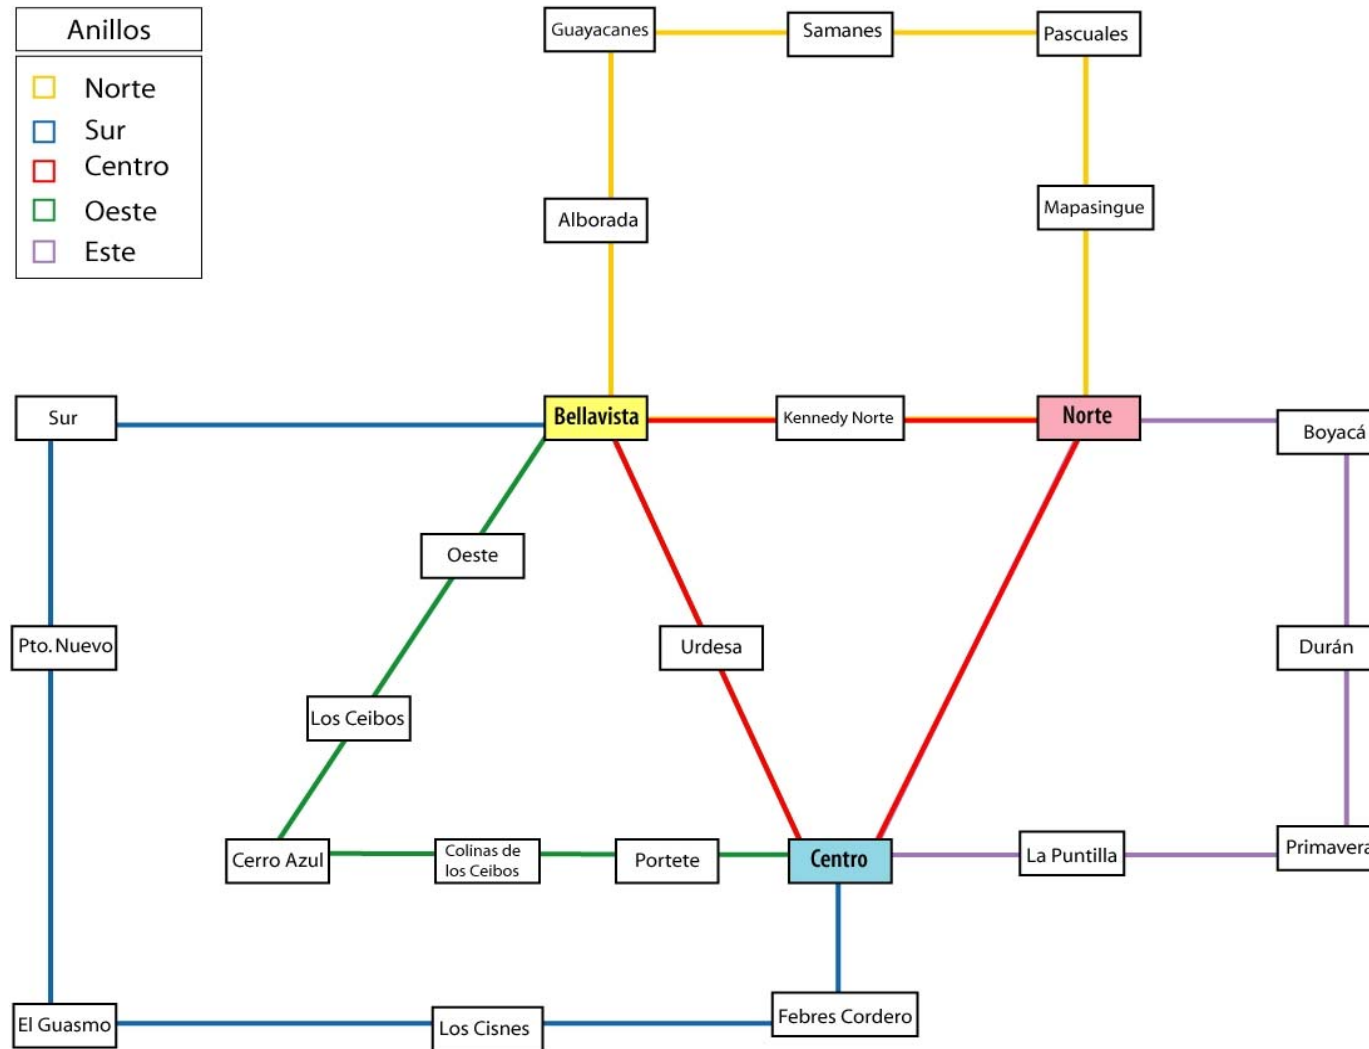 Anillos
Norte
Sur
Centro
Oeste
Este
Guayacanes
Samanes
Pascuales
Alborada
Mapasingue
Sur
Bellavista
Kennedy Norte
Norte
Boyacá
Oeste
Pto. Nuevo
Urdesa
Durán
Los Ceibos
Cerro Azul
Colinas de
los Ceibos
Portete
Centro
La Puntilla
Primavera
El Guasmo
Los Cisnes
Febres Cordero